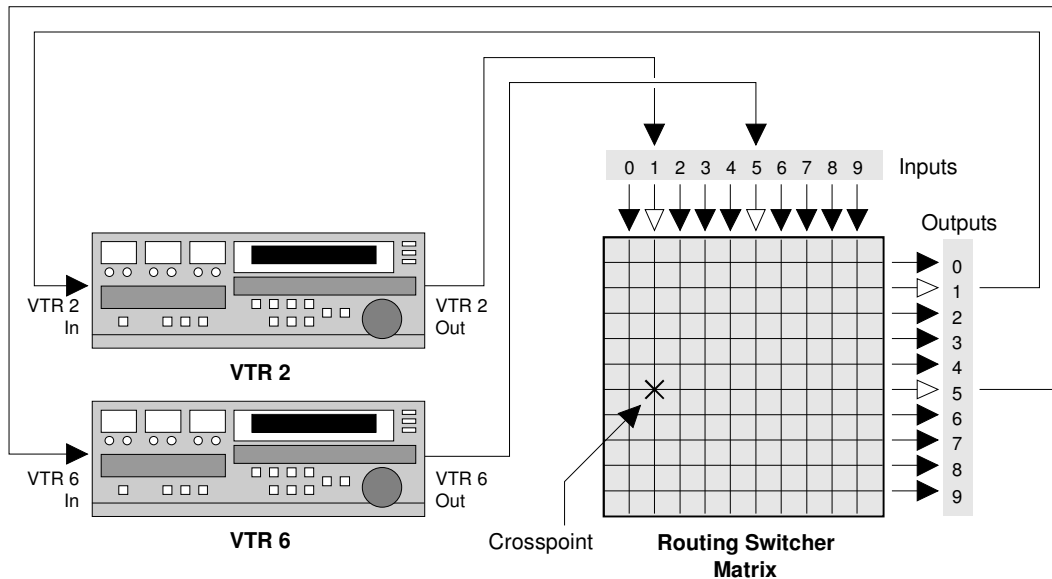 0 1 2 3 4 5 6 7 8 9
Inputs
Outputs
0
1
2
3
4
5
6
7
8
9
VTR 2
In
VTR 2
Out
VTR 2
VTR 6
In
VTR 6
Out
VTR 6
Crosspoint
Routing Switcher
Matrix